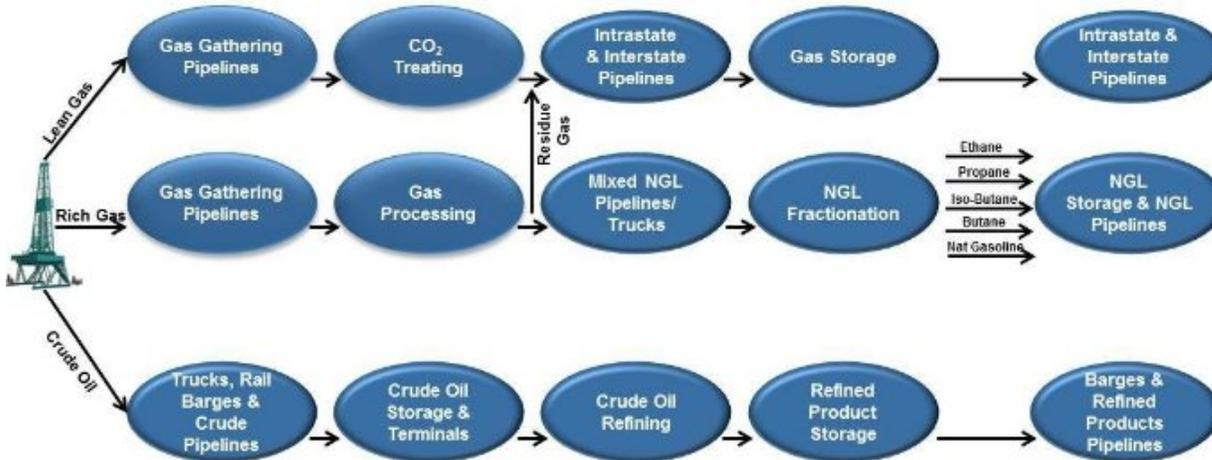 Lean Gas
Gas Gathering
Pipelines
CO₂
Treating
Intrastate
& Interstate
Pipelines
Gas Storage
Intrastate &
Interstate
Pipelines
Residue
Gas
Rich Gas
Gas Gathering
Pipelines
Gas
Processing
Mixed NGL
Pipelines/
Trucks
NGL
Fractionation
Ethane
Propane
Iso-Butane
Butane
Nat Gasoline
NGL
Storage & NGL
Pipelines
Crude Oil
Trucks, Rail
Barges &
Crude
Pipelines
Crude Oil
Storage &
Terminals
Crude Oil
Refining
Refined
Product
Storage
Barges &
Refined
Products
Pipelines